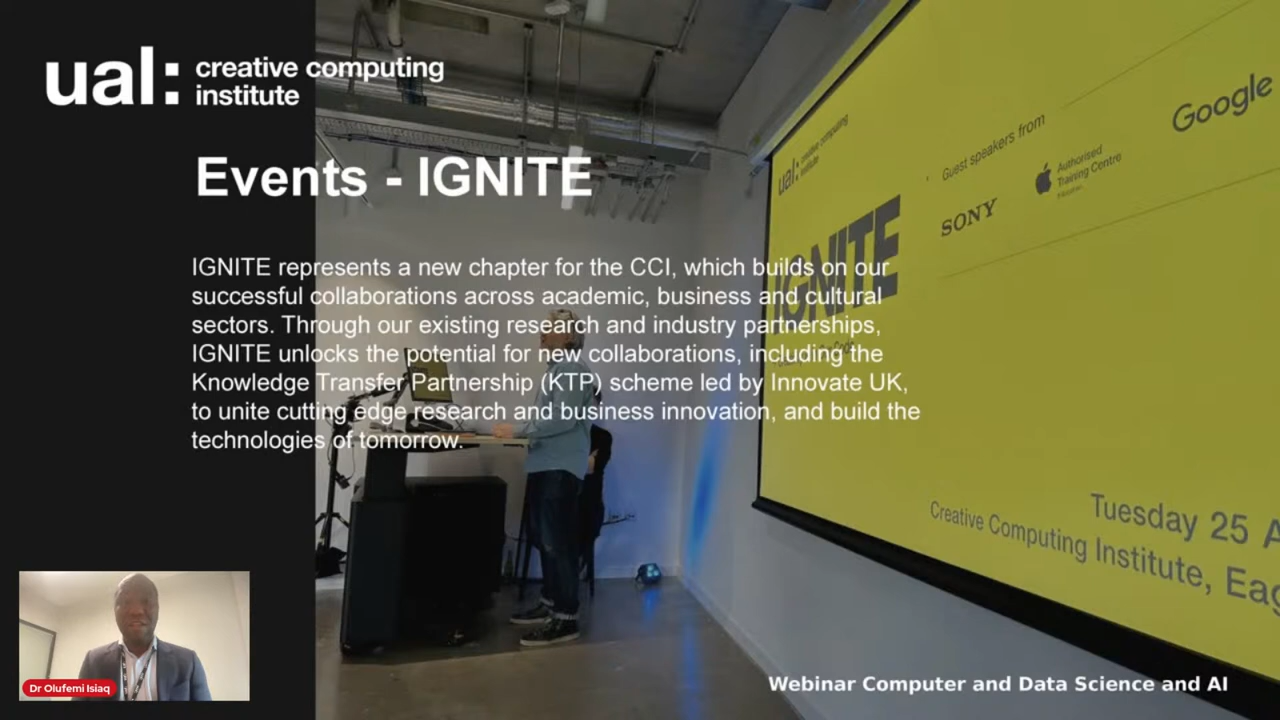 ual: creative computing
institute
Events - IGNITE
IGNITE represents a new chapter for the CCI, which builds on our
successful collaborations across academic, business and cultural
sectors. Through our existing research and industry partnerships,
IGNITE unlocks the potential for new collaborations, including the
Knowledge Transfer Partnership (KTP) scheme led by Innovate UK,
to unite cutting edge research and business innovation, and build the
technologies of tomorrow.
ual: creative computing
institute
IGNITE
Guest speakers from
SONY
Authorised
Training Centre
Google
Tuesday 25 A
Creative Computing Institute, Eag
Dr Olufemi Isiaq
Webinar Computer and Data Science and AI